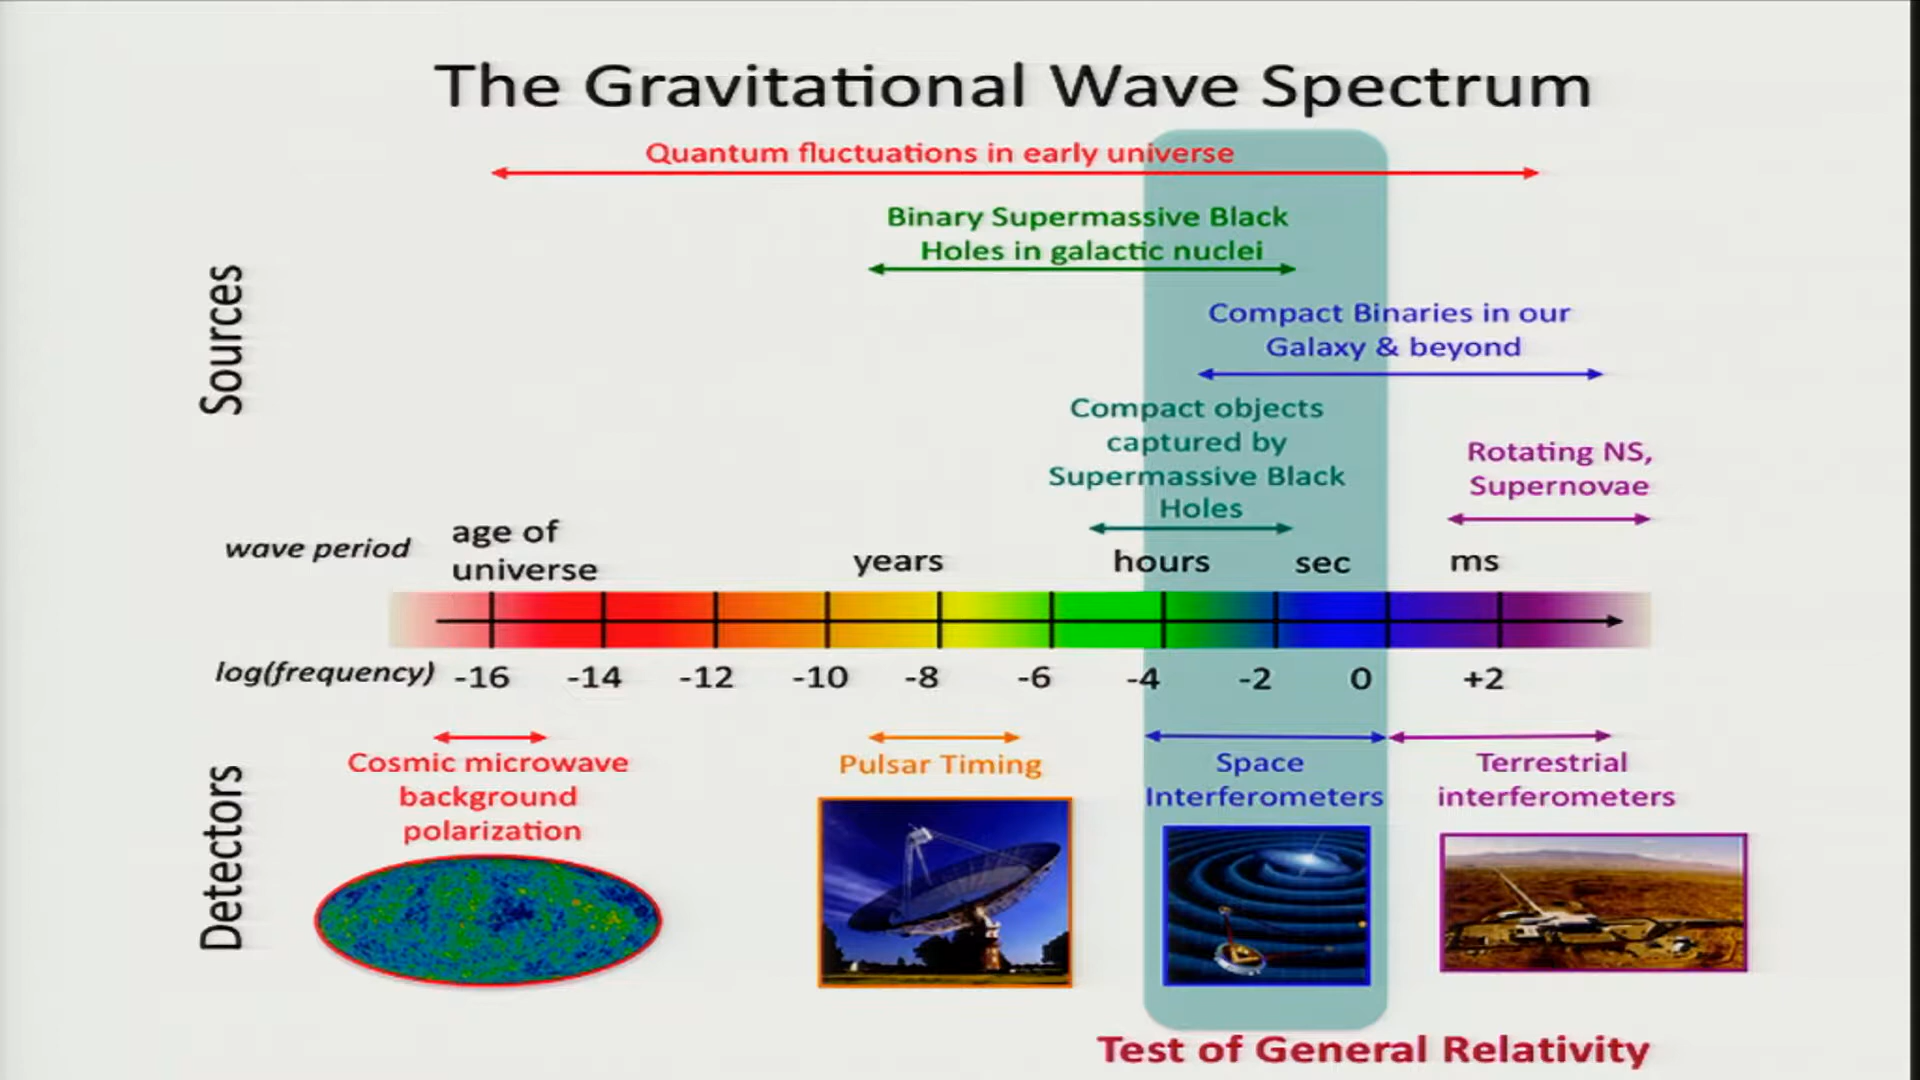 The Gravitational Wave Spectrum
Quantum fluctuations in early universe
Binary Supermassive Black
Holes in galactic nuclei
Compact Binaries in our
Galaxy & beyond
Compact objects
captured by
Supermassive Black
Holes
Rotating NS,
Supernovae
Sources
wave period
age of
universe
years
hours
sec
ms
log(frequency)
-16
-14
-12
-10
-8
-6
-4
-2
0
+2
Detectors
Cosmic microwave
background
polarization
Pulsar Timing
Space
Interferometers
Terrestrial
interferometers
Test of General Relativity